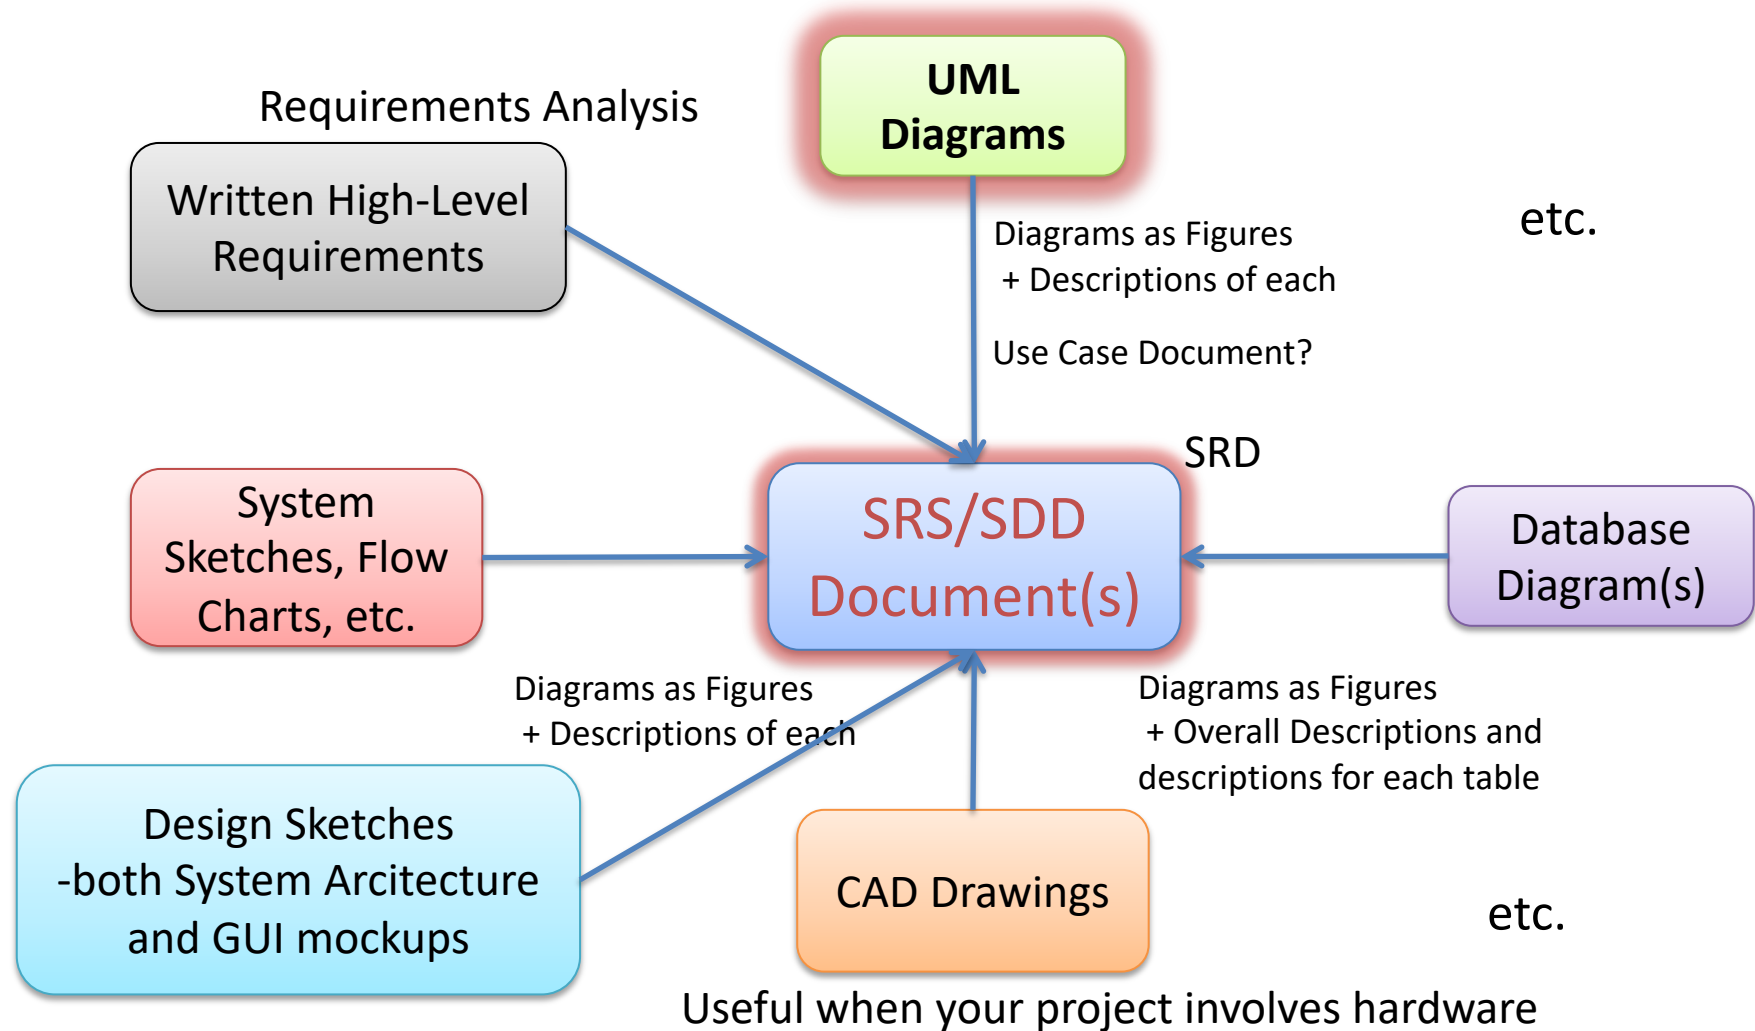 UML
Diagrams
Requirements Analysis
Written High-Level
Requirements
Diagrams as Figures
+ Descriptions of each
etc.
Use Case Document?
SRD
System
Sketches, Flow
Charts, etc.
SRS/SDD
Document(s)
Database
Diagram(s)
Diagrams as Figures
+ Descriptions of each
Diagrams as Figures
+ Overall Descriptions and
descriptions for each table
Design Sketches
-both System Arcitecture
and GUI mockups
CAD Drawings
etc.
Useful when your project involves hardware